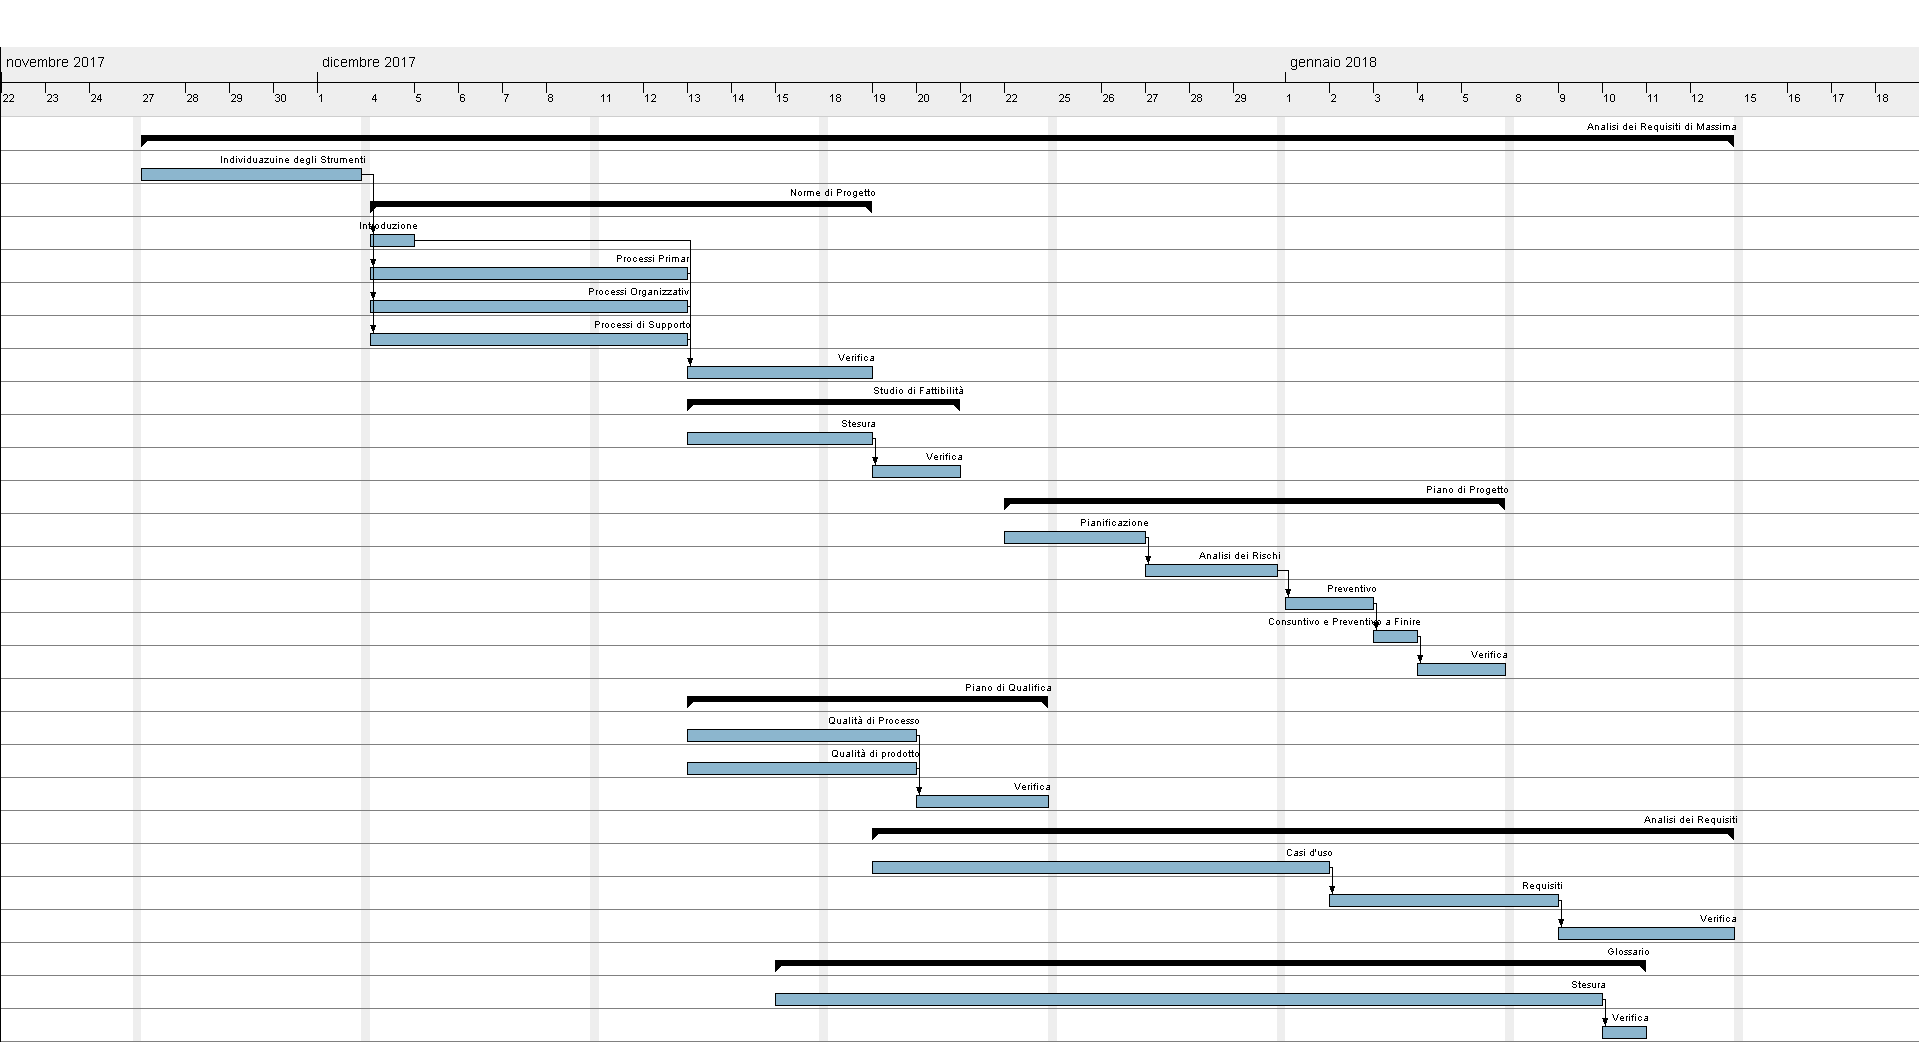 novembre 2017 dicembre 2017 gennaio 2018
22 23 24 27 28 29 30 1 4 5 6 7 8 11 12 13 14 15 18 19 20 21 22 25 26 27 28 29 1 2 3 4 5 8 9 10 11 12 15 16 17 18
Analisi dei Requisiti di Massima
Individuazuine degli Strumenti
Norme di Progetto
Introduzione
Processi Primar
Processi Organizzativ
Processi di Supporto
Verifica
Studio di Fattibilità
Stesura
Verifica
Piano di Progetto
Pianificazione
Analisi dei Rischi
Preventivo
Consuntivo e Preventivo a Finire
Verifica
Piano di Qualifica
Qualità di Processo
Qualità di prodotto
Verifica
Analisi dei Requisiti
Casi d'uso
Requisiti
Verifica
Glossario
Stesura
Verifica